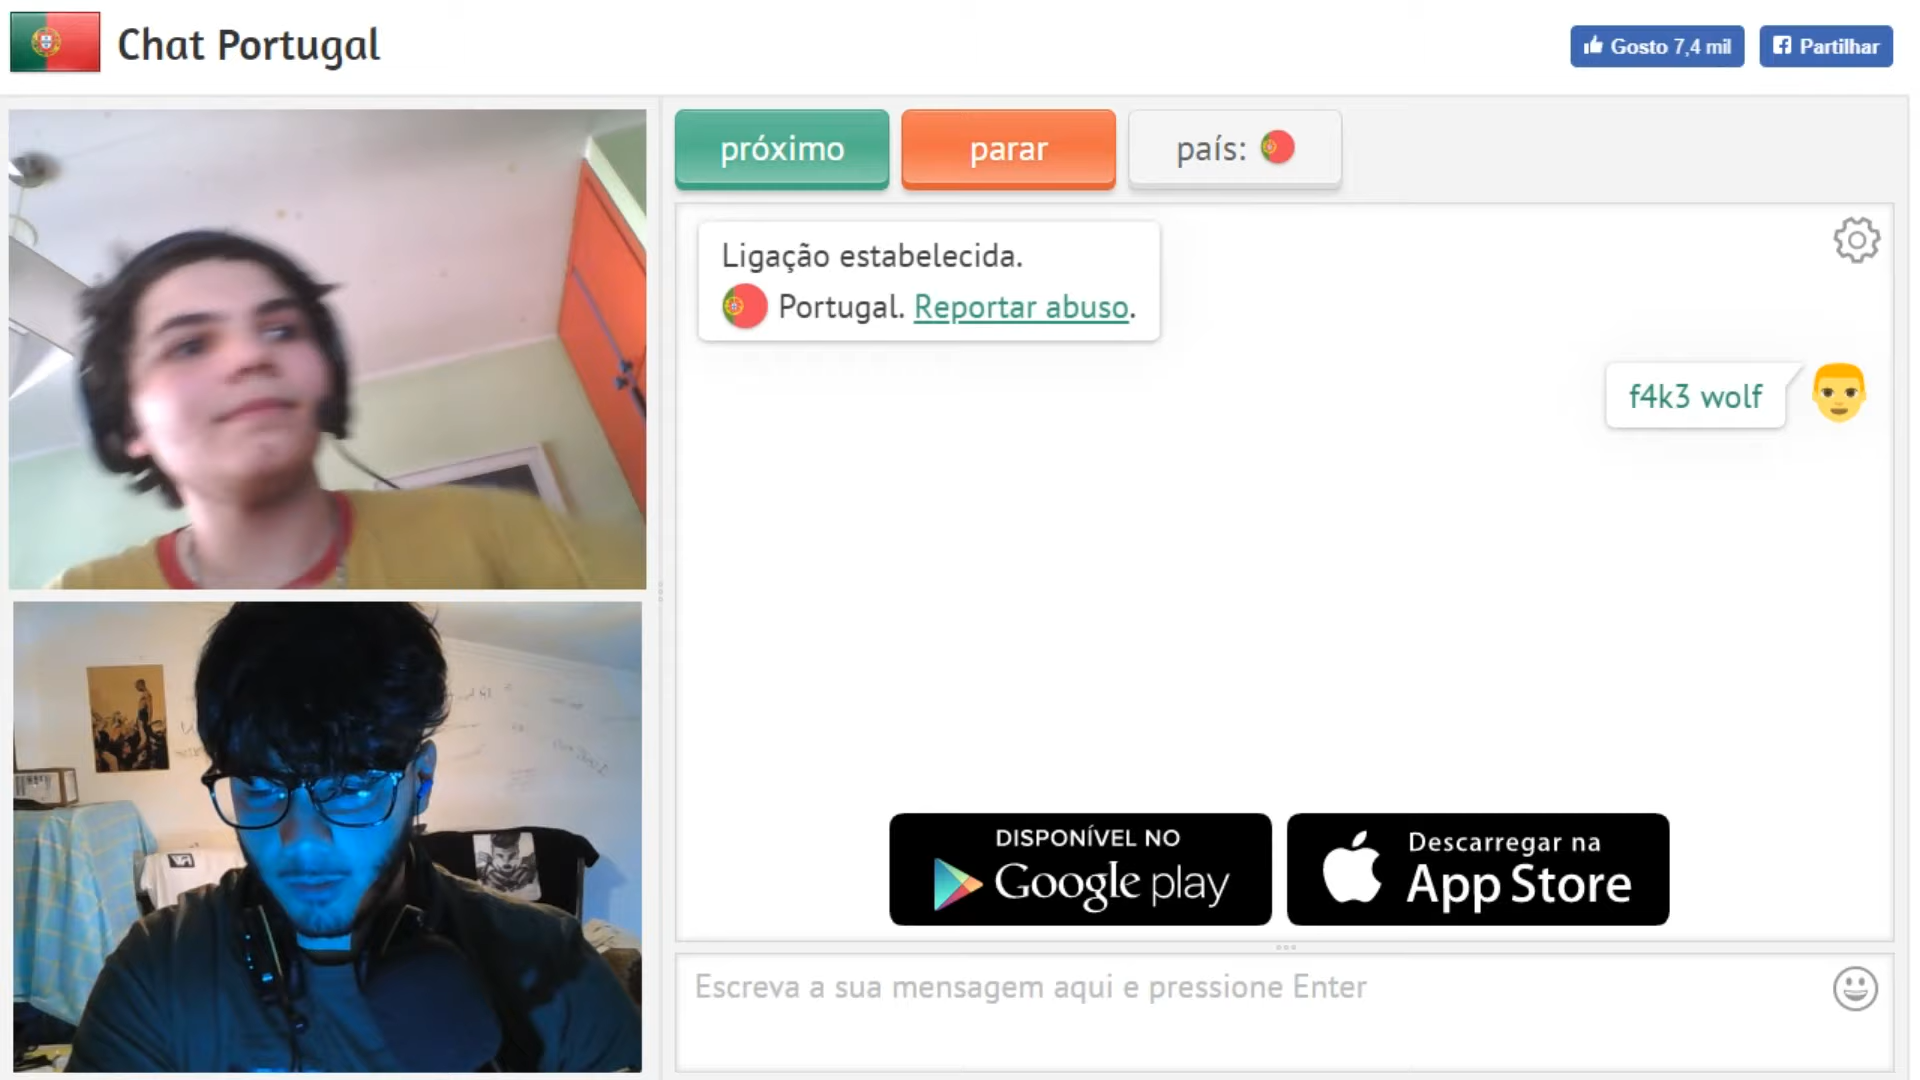 Chat Portugal
Gosto 7,4 mil
Partilhar
próximo
parar
país:
Ligação estabelecida.
Portugal. Reportar abuso.
f4k3 wolf
DISPONÍVEL NO
Google play
Descarregar na
App Store
Escreva a sua mensagem aqui e pressione Enter